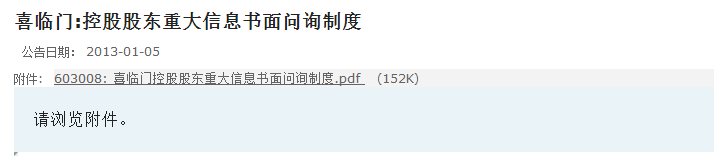 喜临门:控股股东重大信息书面问询制度
公告日期： 2013-01-05
附件： 603008：喜临门控股股东重大信息书面问询制度.pdf （152K）
请浏览附件。